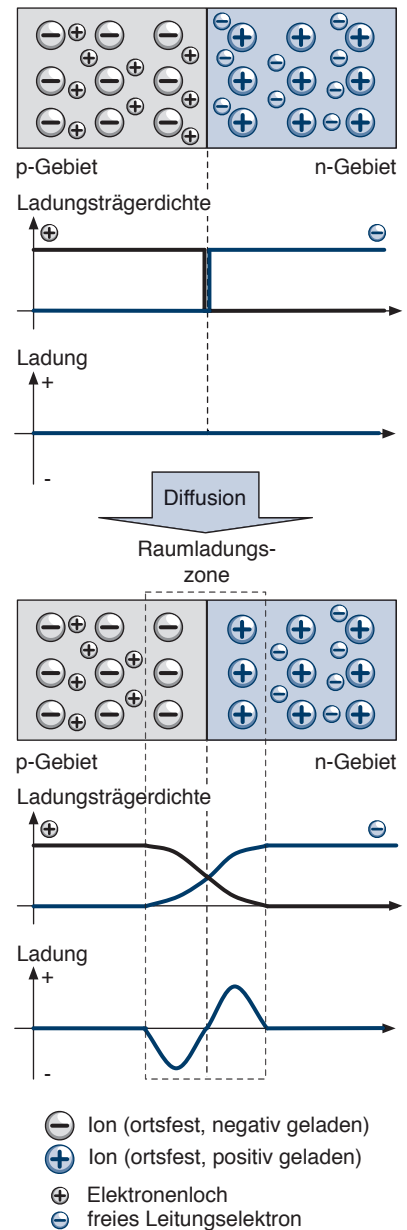 p-Gebiet n-Gebiet
Ladungsträgerdichte
Ladung
+
-
Diffusion
Raumladungs-
zone
p-Gebiet n-Gebiet
Ladungsträgerdichte
Ladung
+
-
Ion (ortsfest, negativ geladen)
Ion (ortsfest, positiv geladen)
Elektronenloch
freies Leitungselektron